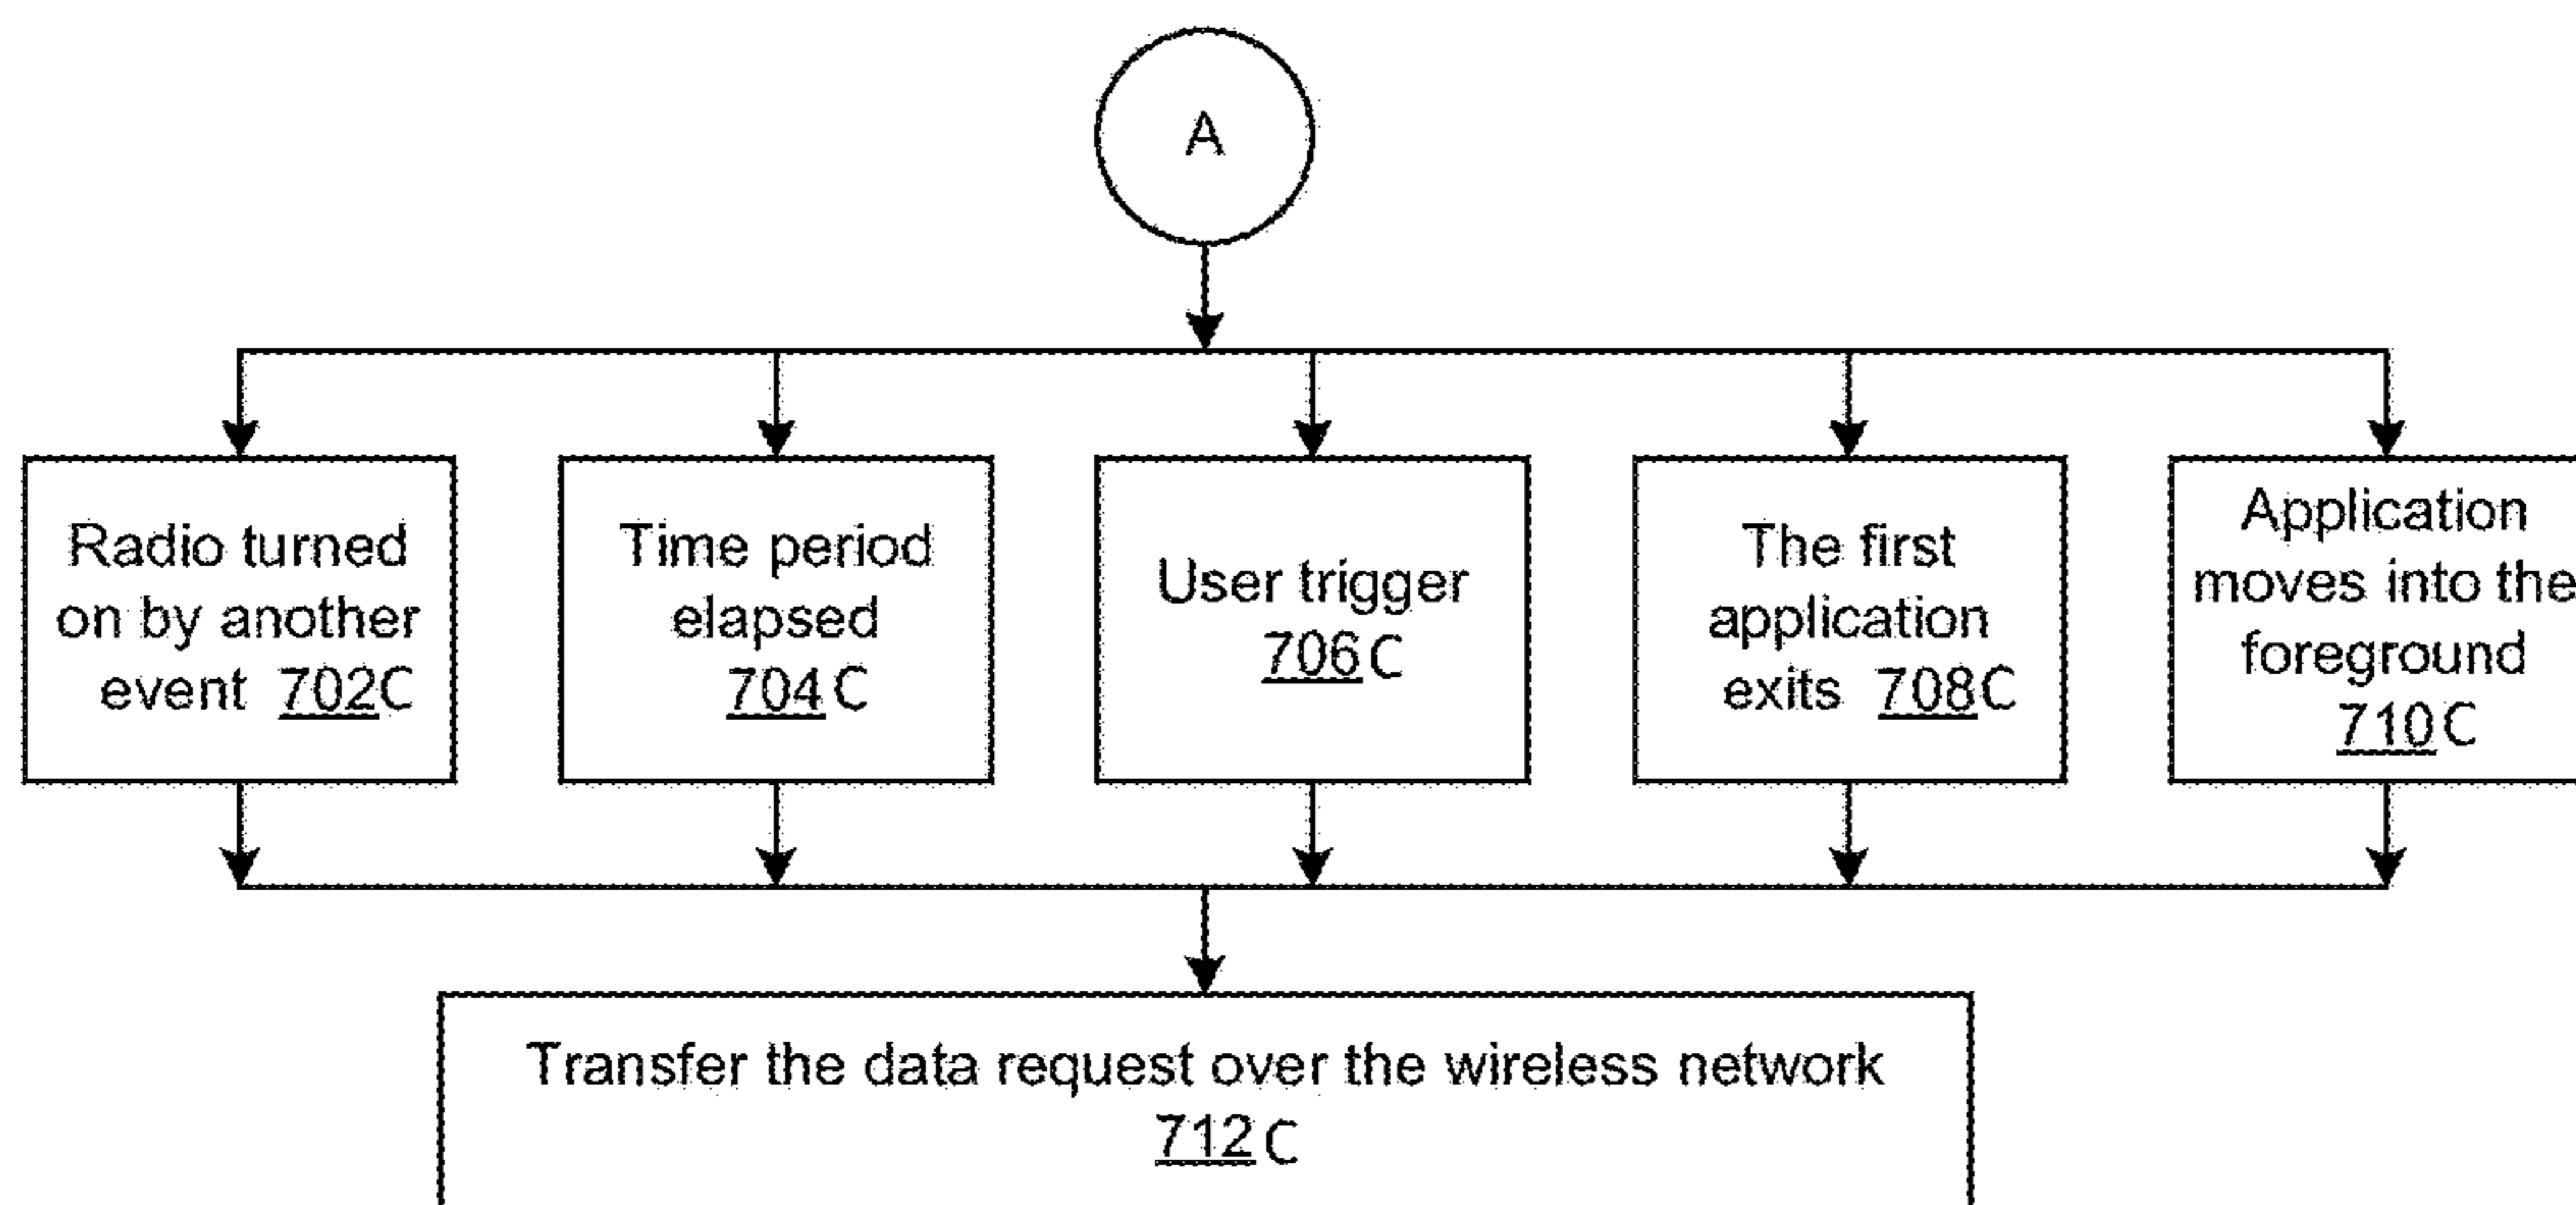 A
Radio turned
on by another
event 702C
Time period
elapsed
704C
User trigger
706C
The first
application
exits 708C
Application
moves into the
foreground
710C
Transfer the data request over the wireless network
712C